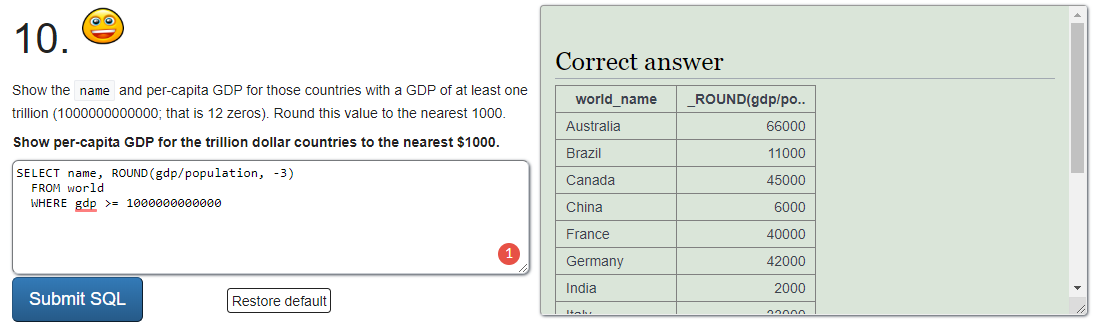 10.
Show the name and per-capita GDP for those countries with a GDP of at least one
trillion (1000000000000; that is 12 zeros). Round this value to the nearest 1000.
Show per-capita GDP for the trillion dollar countries to the nearest $1000.
SELECT name, ROUND(gdp/population, -3)
FROM world
WHERE gdp >= 1000000000000
1
Submit SQL
Restore default
Correct answer
world_name _ROUND(gdp/po..
Australia 66000
Brazil 11000
Canada 45000
China 6000
France 40000
Germany 42000
India 2000